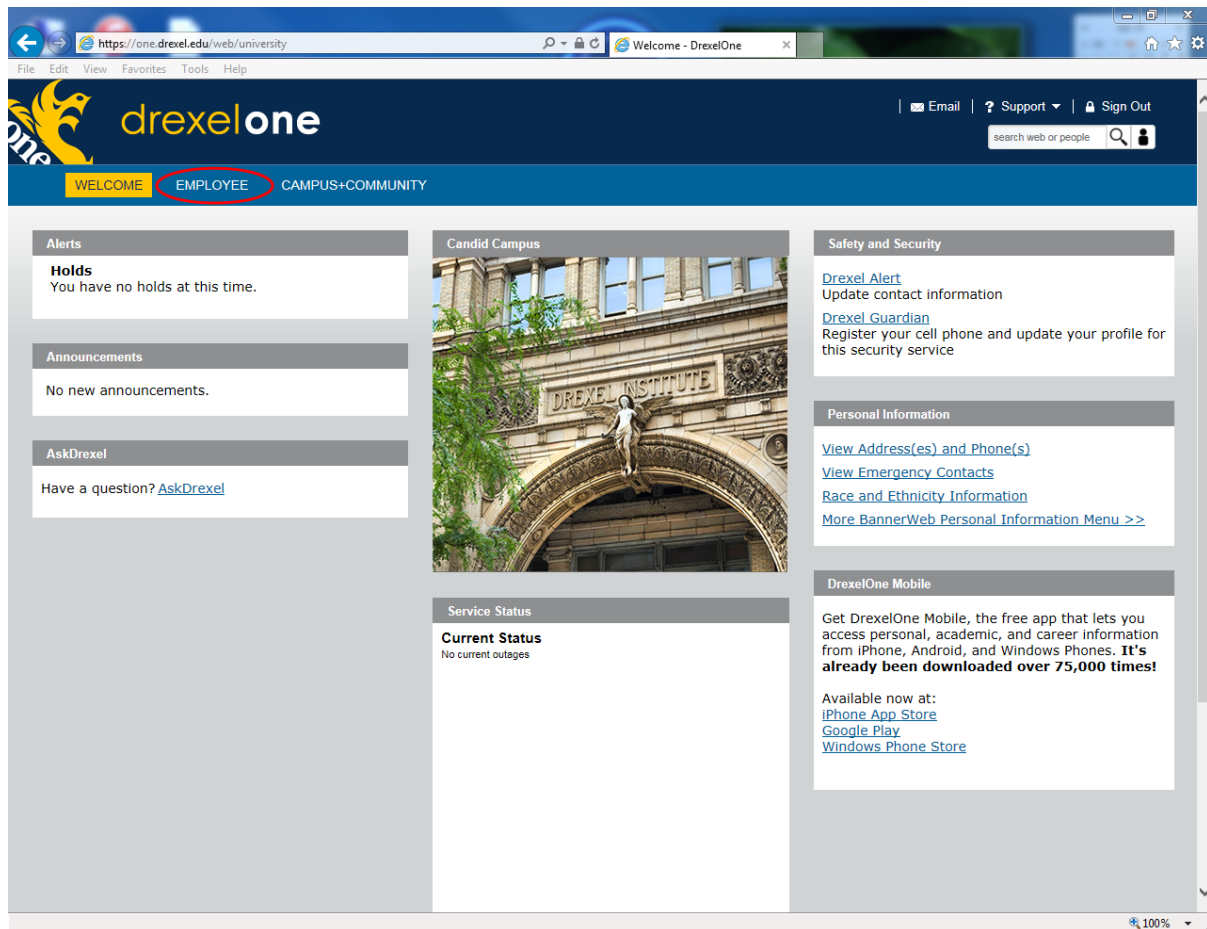 https://one.drexel.edu/web/university
Welcome - DrexelOne
File Edit View Favorites Tools Help
one
drexelone
Email | ? Support | Sign Out
search web or people
WELCOME EMPLOYEE CAMPUS+COMMUNITY
Alerts
Holds
You have no holds at this time.
Announcements
No new announcements.
AskDrexel
Have a question? AskDrexel
Candid Campus
DREXEL INSTITUTE
Service Status
Current Status
No current outages
Safety and Security
Drexel Alert
Update contact information
Drexel Guardian
Register your cell phone and update your profile for
this security service
Personal Information
View Address(es) and Phone(s)
View Emergency Contacts
Race and Ethnicity Information
More BannerWeb Personal Information Menu >>
DrexelOne Mobile
Get DrexelOne Mobile, the free app that lets you
access personal, academic, and career information
from iPhone, Android, and Windows Phones. It's
already been downloaded over 75,000 times!
Available now at:
iPhone App Store
Google Play
Windows Phone Store
100%